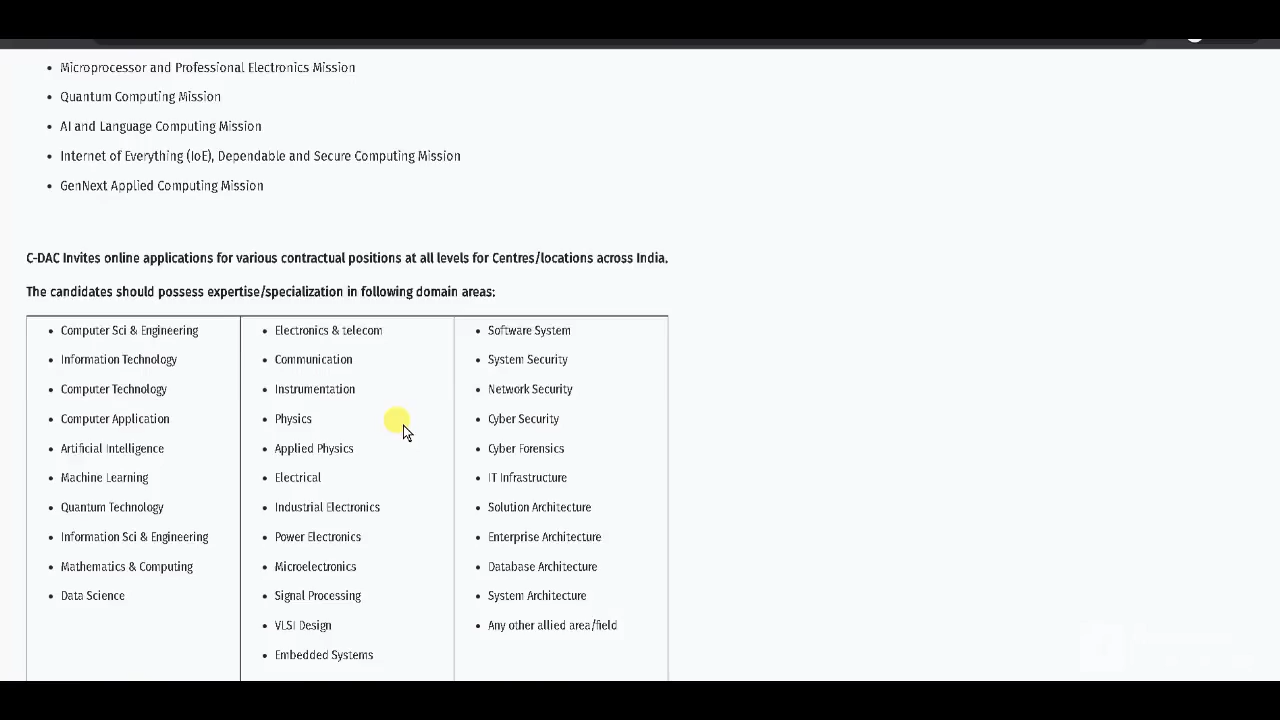 Microprocessor and Professional Electronics Mission
Quantum Computing Mission
AI and Language Computing Mission
Internet of Everything (IoE), Dependable and Secure Computing Mission
GenNext Applied Computing Mission
C-DAC Invites online applications for various contractual positions at all levels for Centres/locations across India.
The candidates should possess expertise/specialization in following domain areas:
Computer Sci & Engineering
Information Technology
Computer Technology
Computer Application
Artificial Intelligence
Machine Learning
Quantum Technology
Information Sci & Engineering
Mathematics & Computing
Data Science
Electronics & telecom
Communication
Instrumentation
Physics
Applied Physics
Electrical
Industrial Electronics
Power Electronics
Microelectronics
Signal Processing
VLSI Design
Embedded Systems
Software System
System Security
Network Security
Cyber Security
Cyber Forensics
IT Infrastructure
Solution Architecture
Enterprise Architecture
Database Architecture
System Architecture
Any other allied area/field